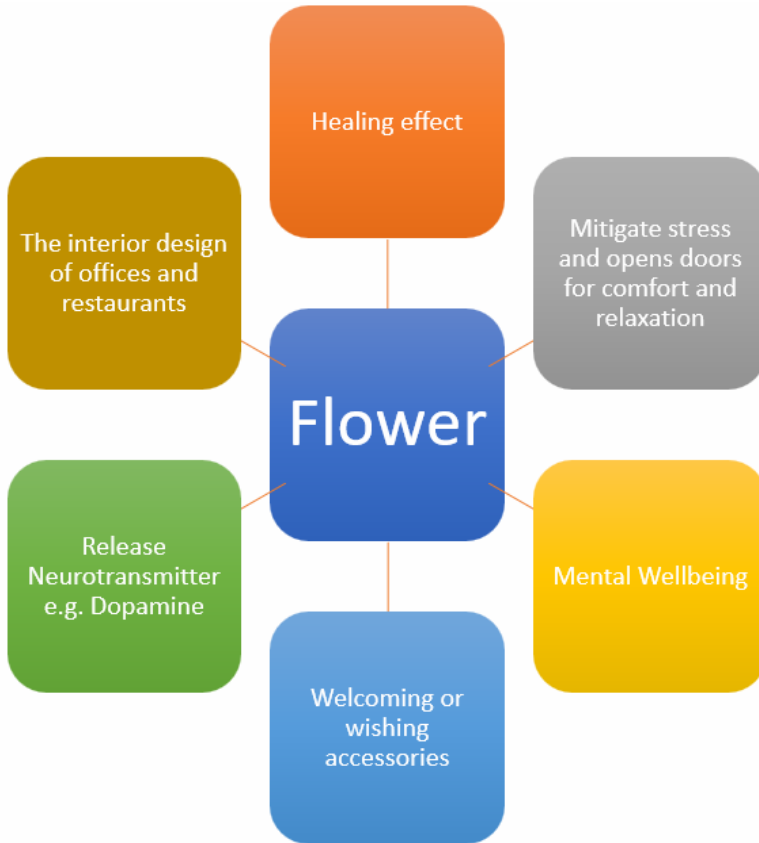 Healing effect
The interior design
of offices and
restaurants
Mitigate stress
and opens doors
for comfort and
relaxation
Flower
Release
Neurotransmitter
e.g. Dopamine
Mental Wellbeing
Welcoming or
wishing
accessories